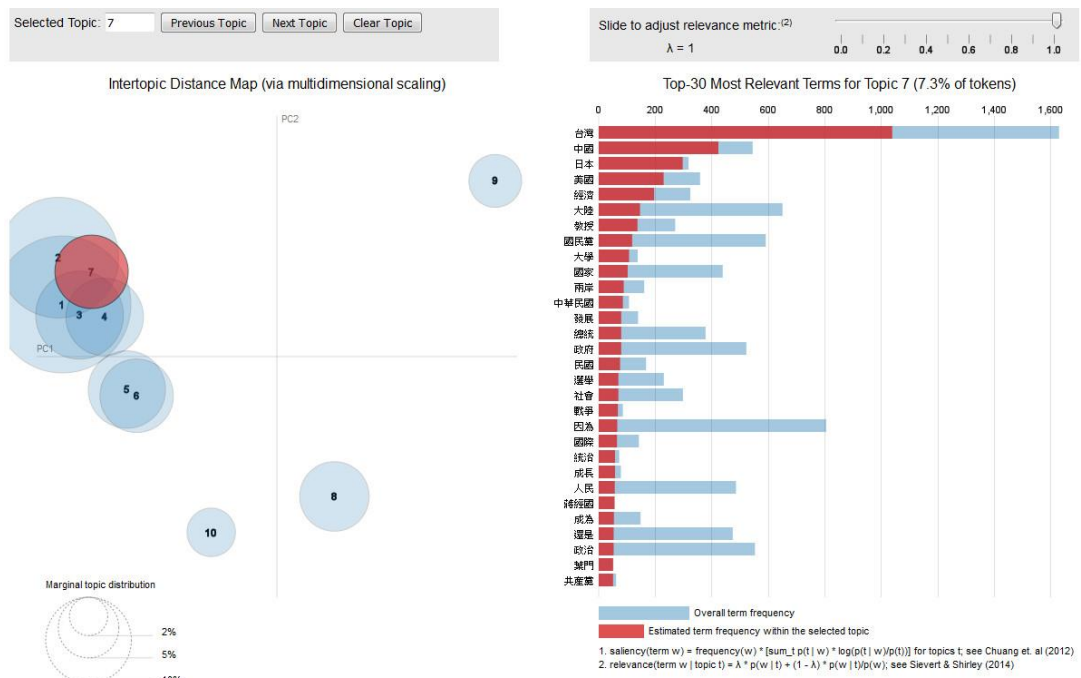 Selected Topic: 7 Previous Topic Next Topic Clear Topic
Slide to adjust relevance metric:(2)
λ = 1
0.0 0.2 0.4 0.6 0.8 1.0
Intertopic Distance Map (via multidimensional scaling)
PC2
PC1
9
2
7
1
3
4
5
6
8
10
Marginal topic distribution
2%
5%
Top-30 Most Relevant Terms for Topic 7 (7.3% of tokens)
0 200 400 600 800 1,000 1,200 1,400 1,600
台灣
中國
日本
美國
經濟
大陸
教授
國民黨
大學
國家
兩岸
中華民國
發展
總統
政府
民國
選舉
社會
戰爭
因為
國際
統治
成長
人民
蔣經國
成為
還是
政治
葉門
共產黨
Overall term frequency
Estimated term frequency within the selected topic
1. saliency(term w) = frequency(w) * [sum_t p(t | w) * log(p(t | w)/p(t))] for topics t; see Chuang et. al (2012)
2. relevance(term w | topic t) = λ * p(w | t) + (1 - λ) * p(w | t)/p(w); see Sievert & Shirley (2014)